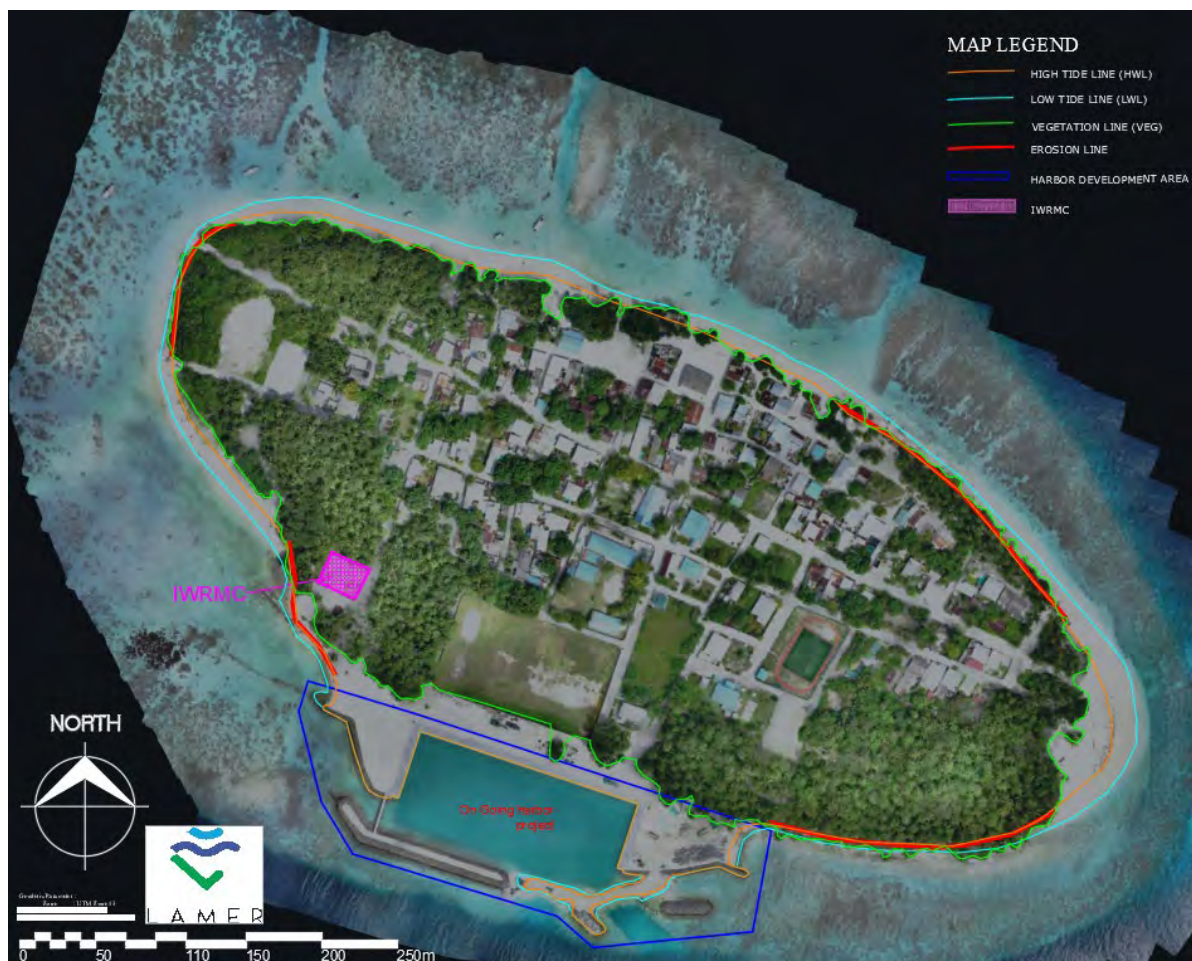 MAP LEGEND
HIGH TIDE LINE (HWL)
LOW TIDE LINE (LWL)
VEGETATION LINE (VEG)
EROSION LINE
HARBOR DEVELOPMENT AREA
IWRMC
IWRMC
NORTH
On Going harbor
project
LAMER
0 50 110 150 200 250m